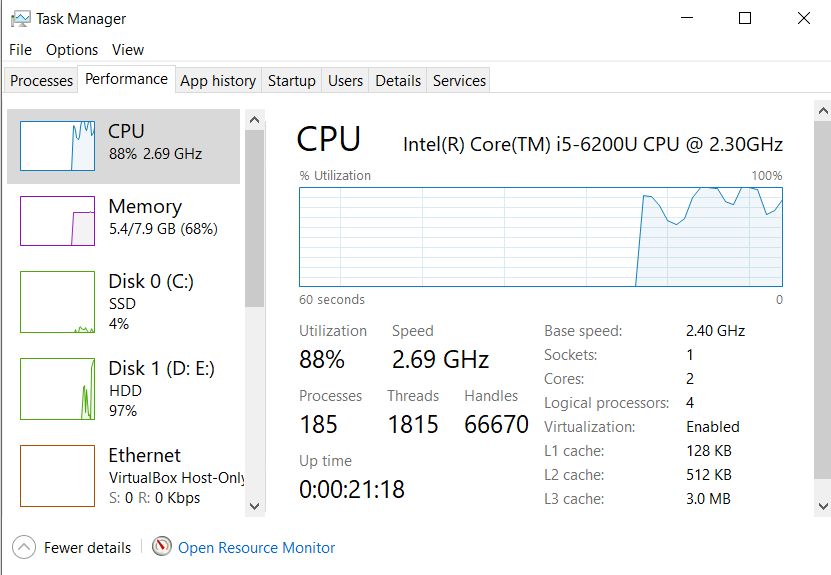 Task Manager
File Options View
Processes Performance App history Startup Users Details Services
CPU
88% 2.69 GHz
Memory
5.4/7.9 GB (68%)
Disk 0 (C:)
SSD
4%
Disk 1 (D: E:)
HDD
97%
Ethernet
VirtualBox Host-Only
S: 0 R: 0 Kbps
CPU Intel(R) Core(TM) i5-6200U CPU @ 2.30GHz
% Utilization 100%
60 seconds 0
Utilization Speed
88% 2.69 GHz
Processes Threads Handles
185 1815 66670
Up time
0:00:21:18
Base speed: 2.40 GHz
Sockets: 1
Cores: 2
Logical processors: 4
Virtualization: Enabled
L1 cache: 128 KB
L2 cache: 512 KB
L3 cache: 3.0 MB
Fewer details Open Resource Monitor